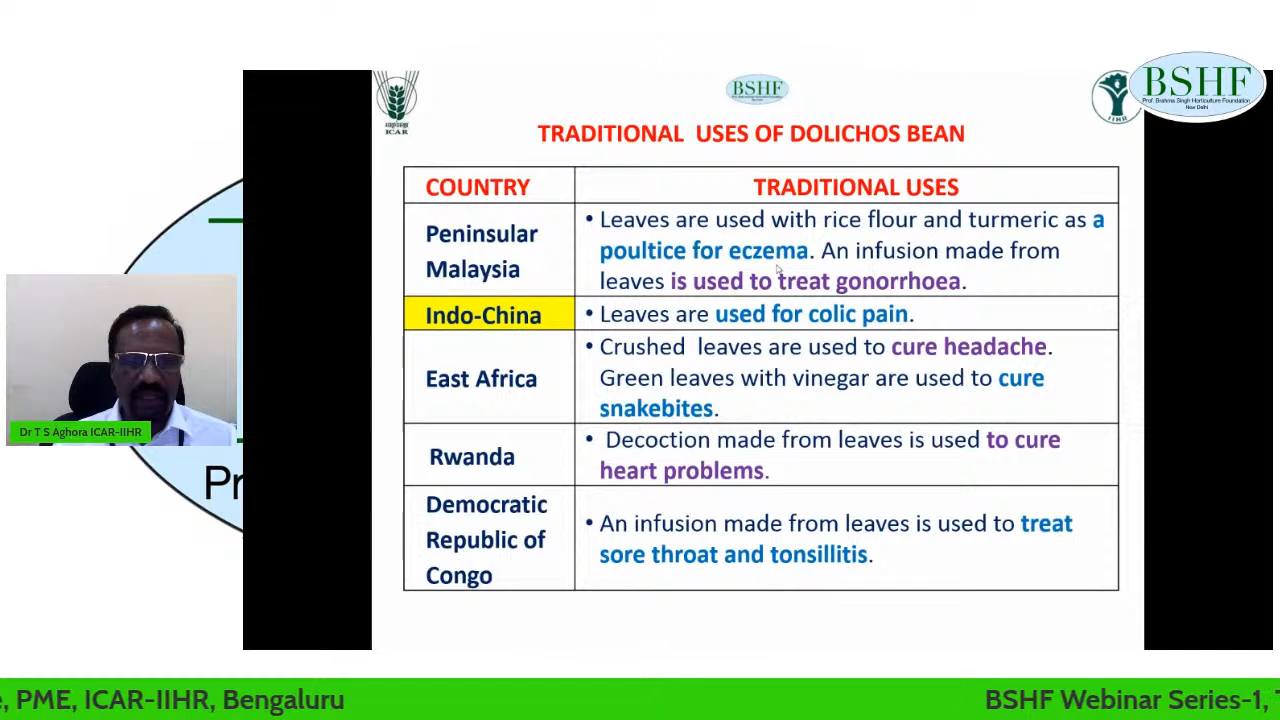 BSHF
Prof. Brahma Singh Horticulture Foundation
New Delhi
BSHF
ICAR
IIHR
TRADITIONAL USES OF DOLICHOS BEAN
COUNTRY
TRADITIONAL USES
Peninsular
Malaysia
• Leaves are used with rice flour and turmeric as a
poultice for eczema. An infusion made from
leaves is used to treat gonorrhoea.
Indo-China
• Leaves are used for colic pain.
East Africa
• Crushed leaves are used to cure headache.
Green leaves with vinegar are used to cure
snakebites.
Rwanda
• Decoction made from leaves is used to cure
heart problems.
Democratic
Republic of
Congo
• An infusion made from leaves is used to treat
sore throat and tonsillitis.
Dr T S Aghora ICAR-IIHR
Pr
e, PME, ICAR-IIHR, Bengaluru
BSHF Webinar Series-1, T